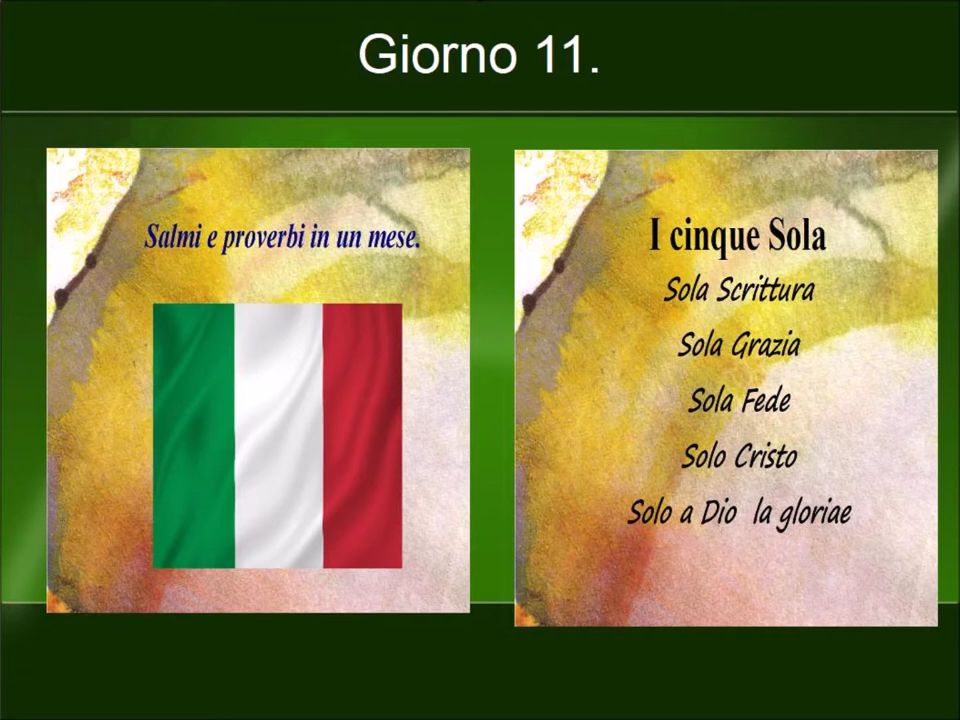 Giorno 11.
Salmi e proverbi in un mese.
I cinque Sola
Sola Scrittura
Sola Grazia
Sola Fede
Solo Cristo
Solo a Dio la gloriae